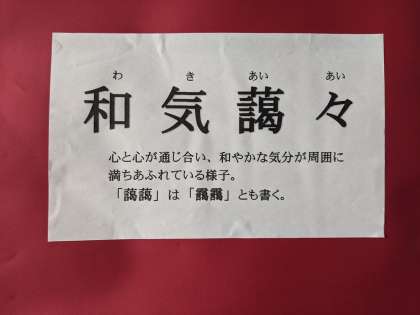 わ き あい あい
和気藹々
心と心が通じ合い、和やかな気分が周囲に
満ちあふれている様子。
「藹藹」は「靄靄」とも書く。